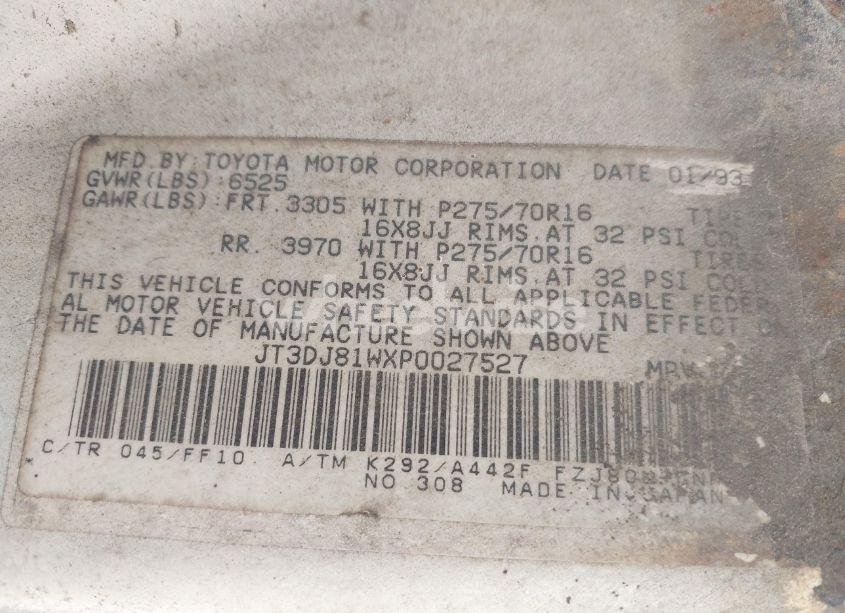 MFD.BY:TOYOTA MOTOR CORPORATION DATE 01/93
GVWR(LBS):6525
GAWR(LBS):FRT.3305 WITH P275/70R16
16X8JJ RIMS.AT 32 PSI
RR. 3970 WITH P275/70R16
16X8JJ RIMS.AT 32 PSI
THIS VEHICLE CONFORMS TO ALL APPLICABLE
AL MOTOR VEHICLE SAFETY STANDARDS IN EFFECT
THE DATE OF MANUFACTURE SHOWN ABOVE
JT3DJ81WXP0027527
C/TR 045/FF10 A/TM K292/A442F
NO 308 MADE IN JAPAN